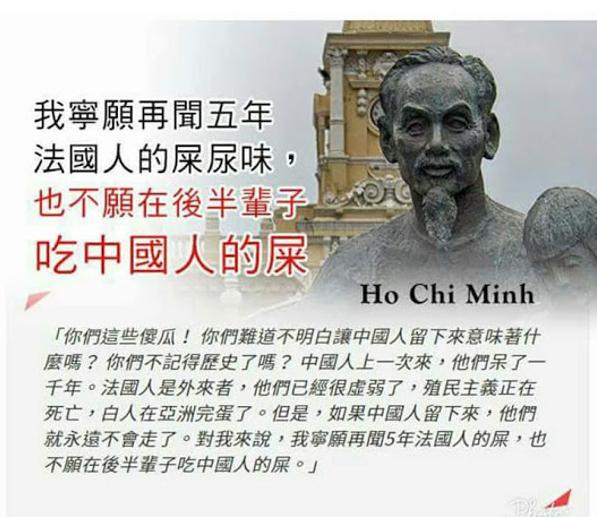 我寧願再聞五年
法國人的屎尿味，
也不願在後半輩子
吃中國人的屎
Ho Chi Minh
「你們這些傻瓜！ 你們難道不明白讓中國人留下來意味著什
麼嗎？ 你們不記得歷史了嗎？ 中國人上一次來，他們呆了一
千年。法國人是外來者，他們已經很虛弱了，殖民主義正在
死亡，白人在亞洲完蛋了。但是，如果中國人留下來，他們
就永遠不會走了。對我來說，我寧願再聞5年法國人的屎，也
不願在後半輩子吃中國人的屎。」